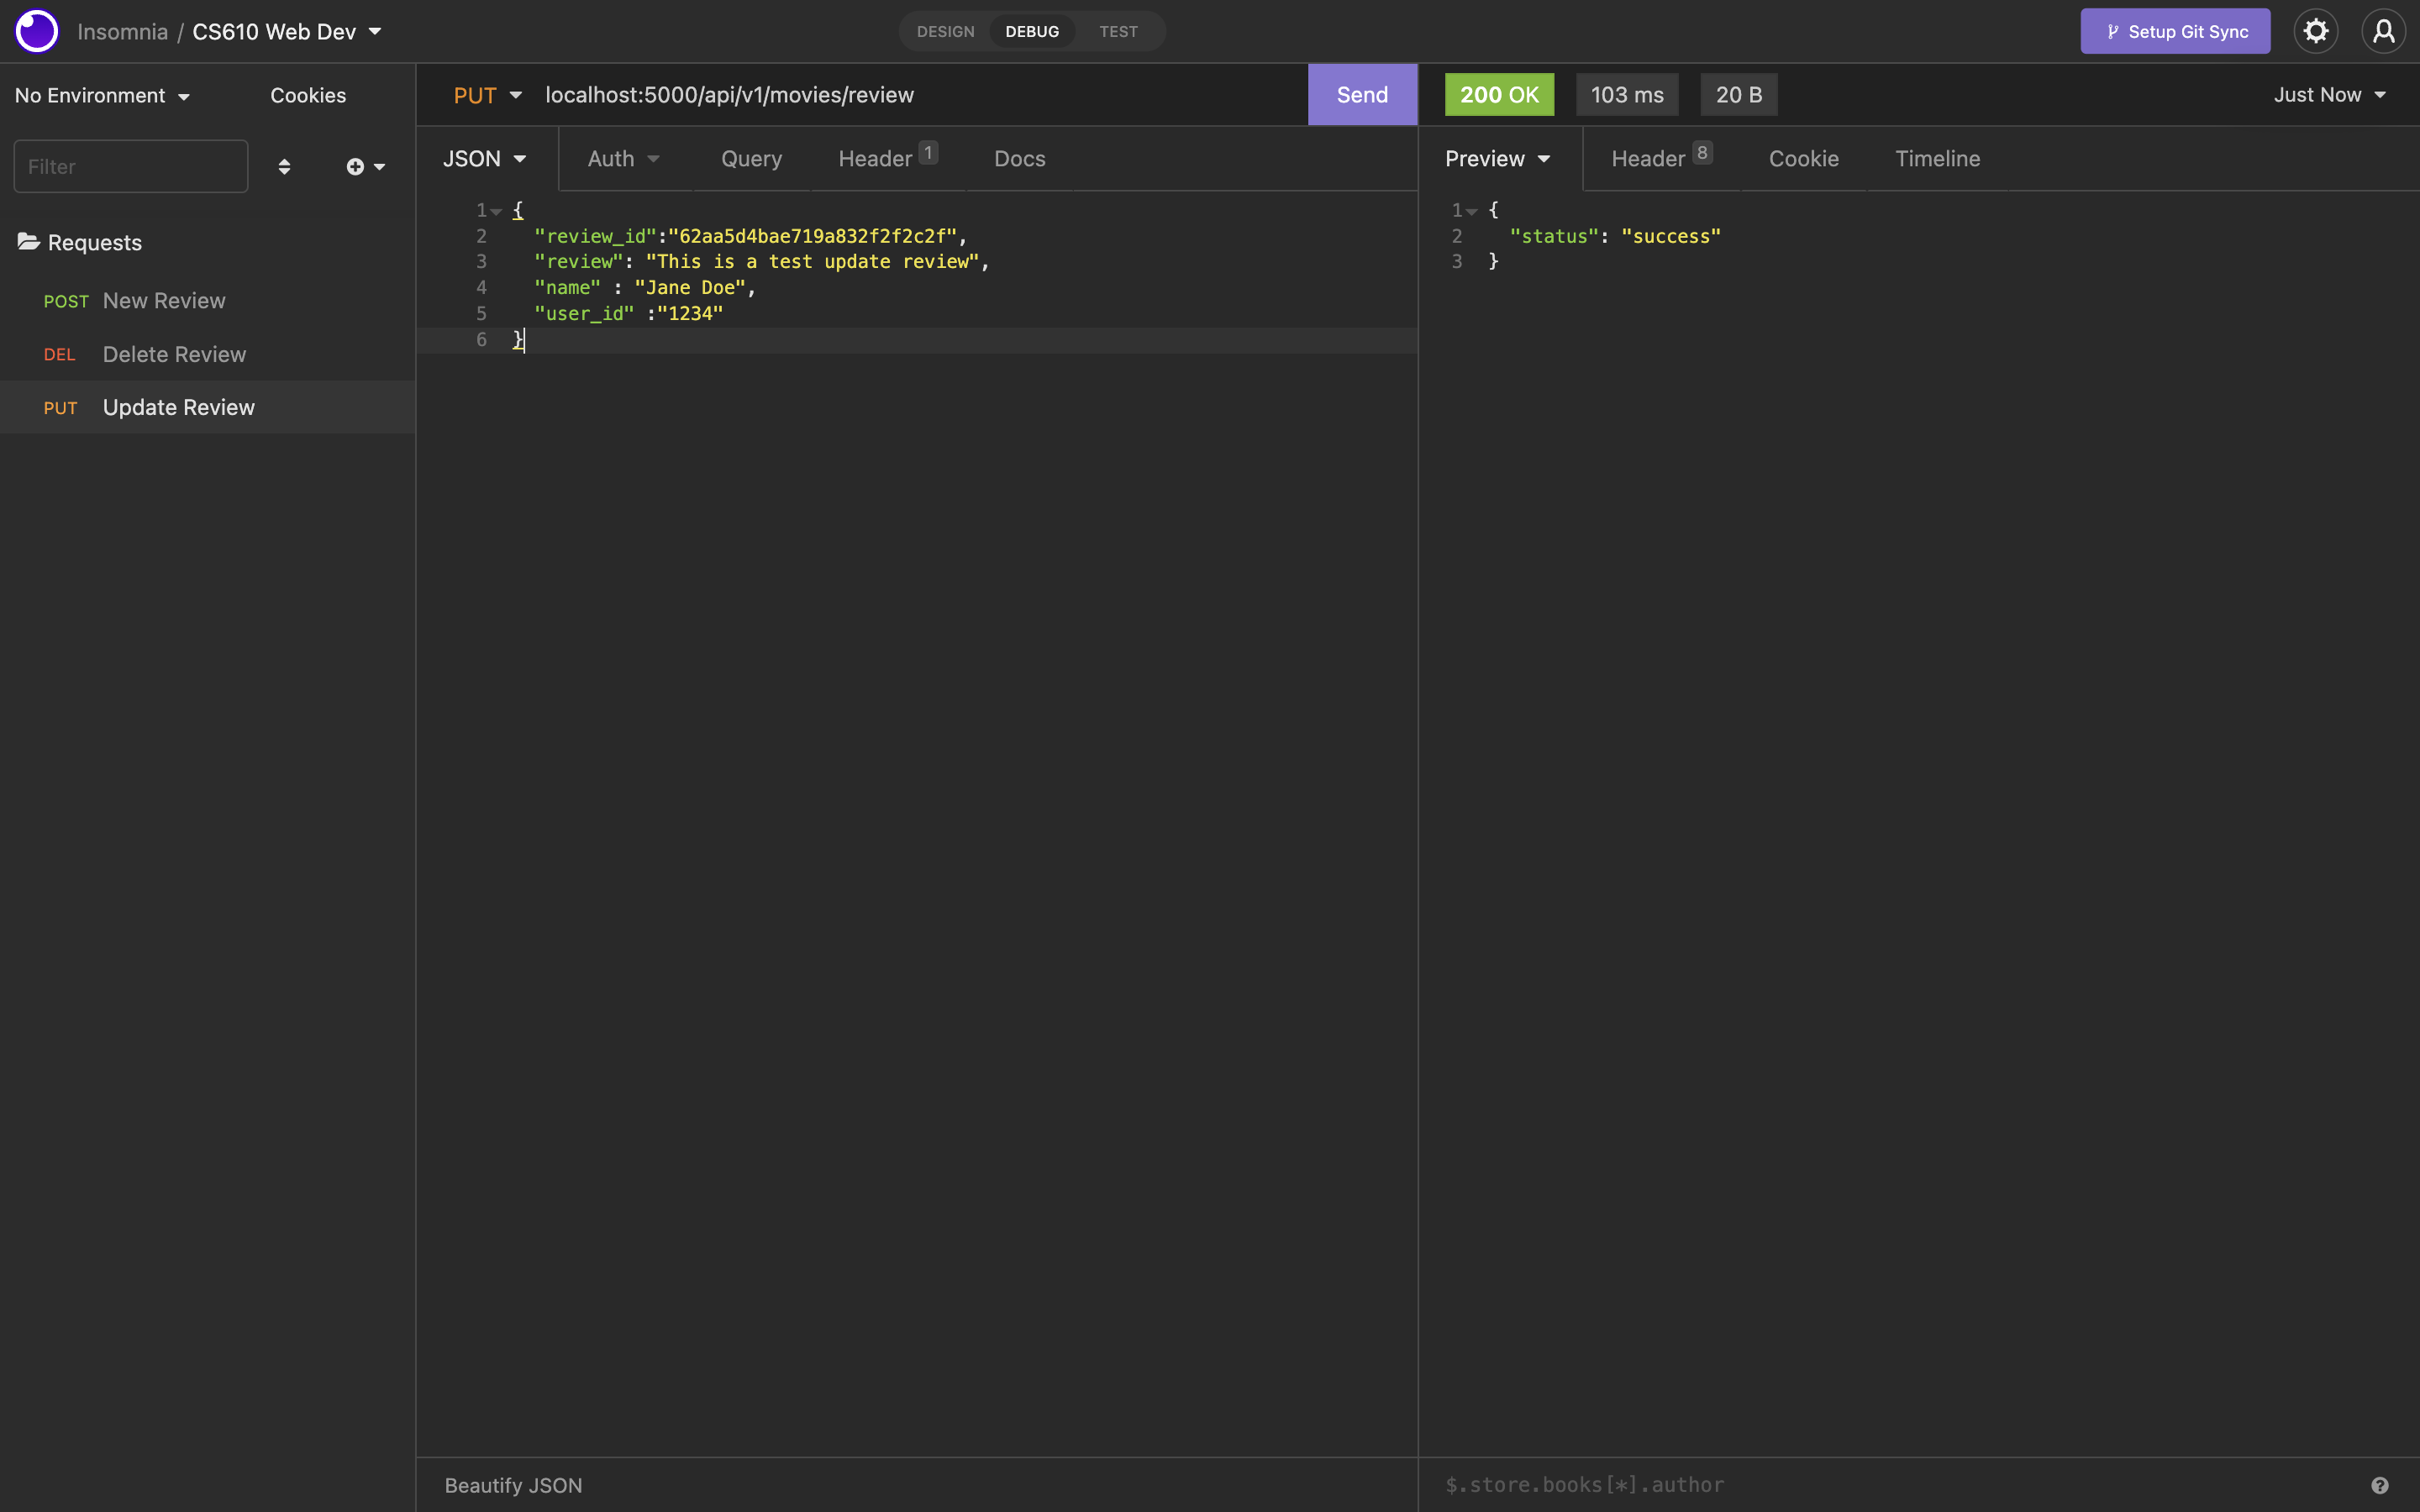 Insomnia / CS610 Web Dev
DESIGN DEBUG TEST
Setup Git Sync
No Environment Cookies
PUT localhost:5000/api/v1/movies/review Send
200 OK 103 ms 20 B Just Now
Filter
JSON Auth Query Header 1 Docs
Preview Header 8 Cookie Timeline
Requests
POST New Review
DEL Delete Review
PUT Update Review
1 {
2 "review_id":"62aa5d4bae719a832f2f2c2f",
3 "review": "This is a test update review",
4 "name" : "Jane Doe",
5 "user_id" :"1234"
6 }
1 {
2 "status": "success"
3 }
Beautify JSON
$.store.books[*].author
?